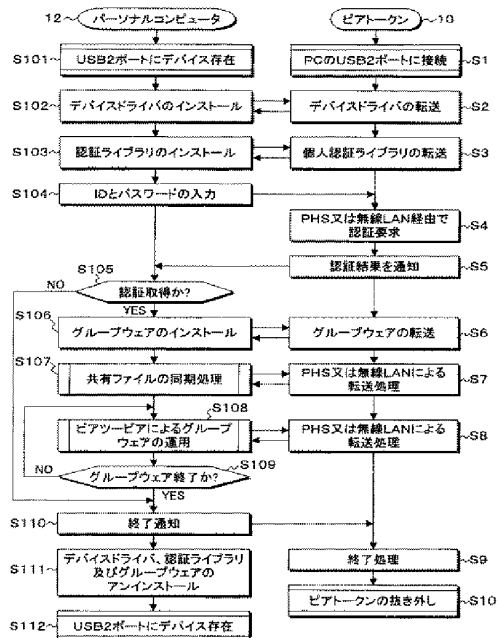 12
パーソナルコンピュータ
ピアトークン
10
S101
USB2ポートにデバイス存在
PCのUSB2ポートに接続
S1
S102
デバイスドライバのインストール
デバイスドライバの転送
S2
S103
認証ライブラリのインストール
個人認証ライブラリの転送
S3
S104
IDとパスワードの入力
PHS又は無線LAN経由で
認証要求
S4
認証結果を通知
S5
S105
NO
認証取得か?
YES
S106
グループウェアのインストール
グループウェアの転送
S6
S107
共有ファイルの同期処理
PHS又は無線LANによる
転送処理
S7
S108
ピアツーピアによるグループ
ウェアの運用
PHS又は無線LANによる
転送処理
S8
S109
NO
グループウェア終了か?
YES
S110
終了通知
S111
デバイスドライバ、認証ライブラリ
及びグループウェアの
アンインストール
終了処理
S9
ピアトークンの抜き外し
S10
S112
USB2ポートにデバイス存在